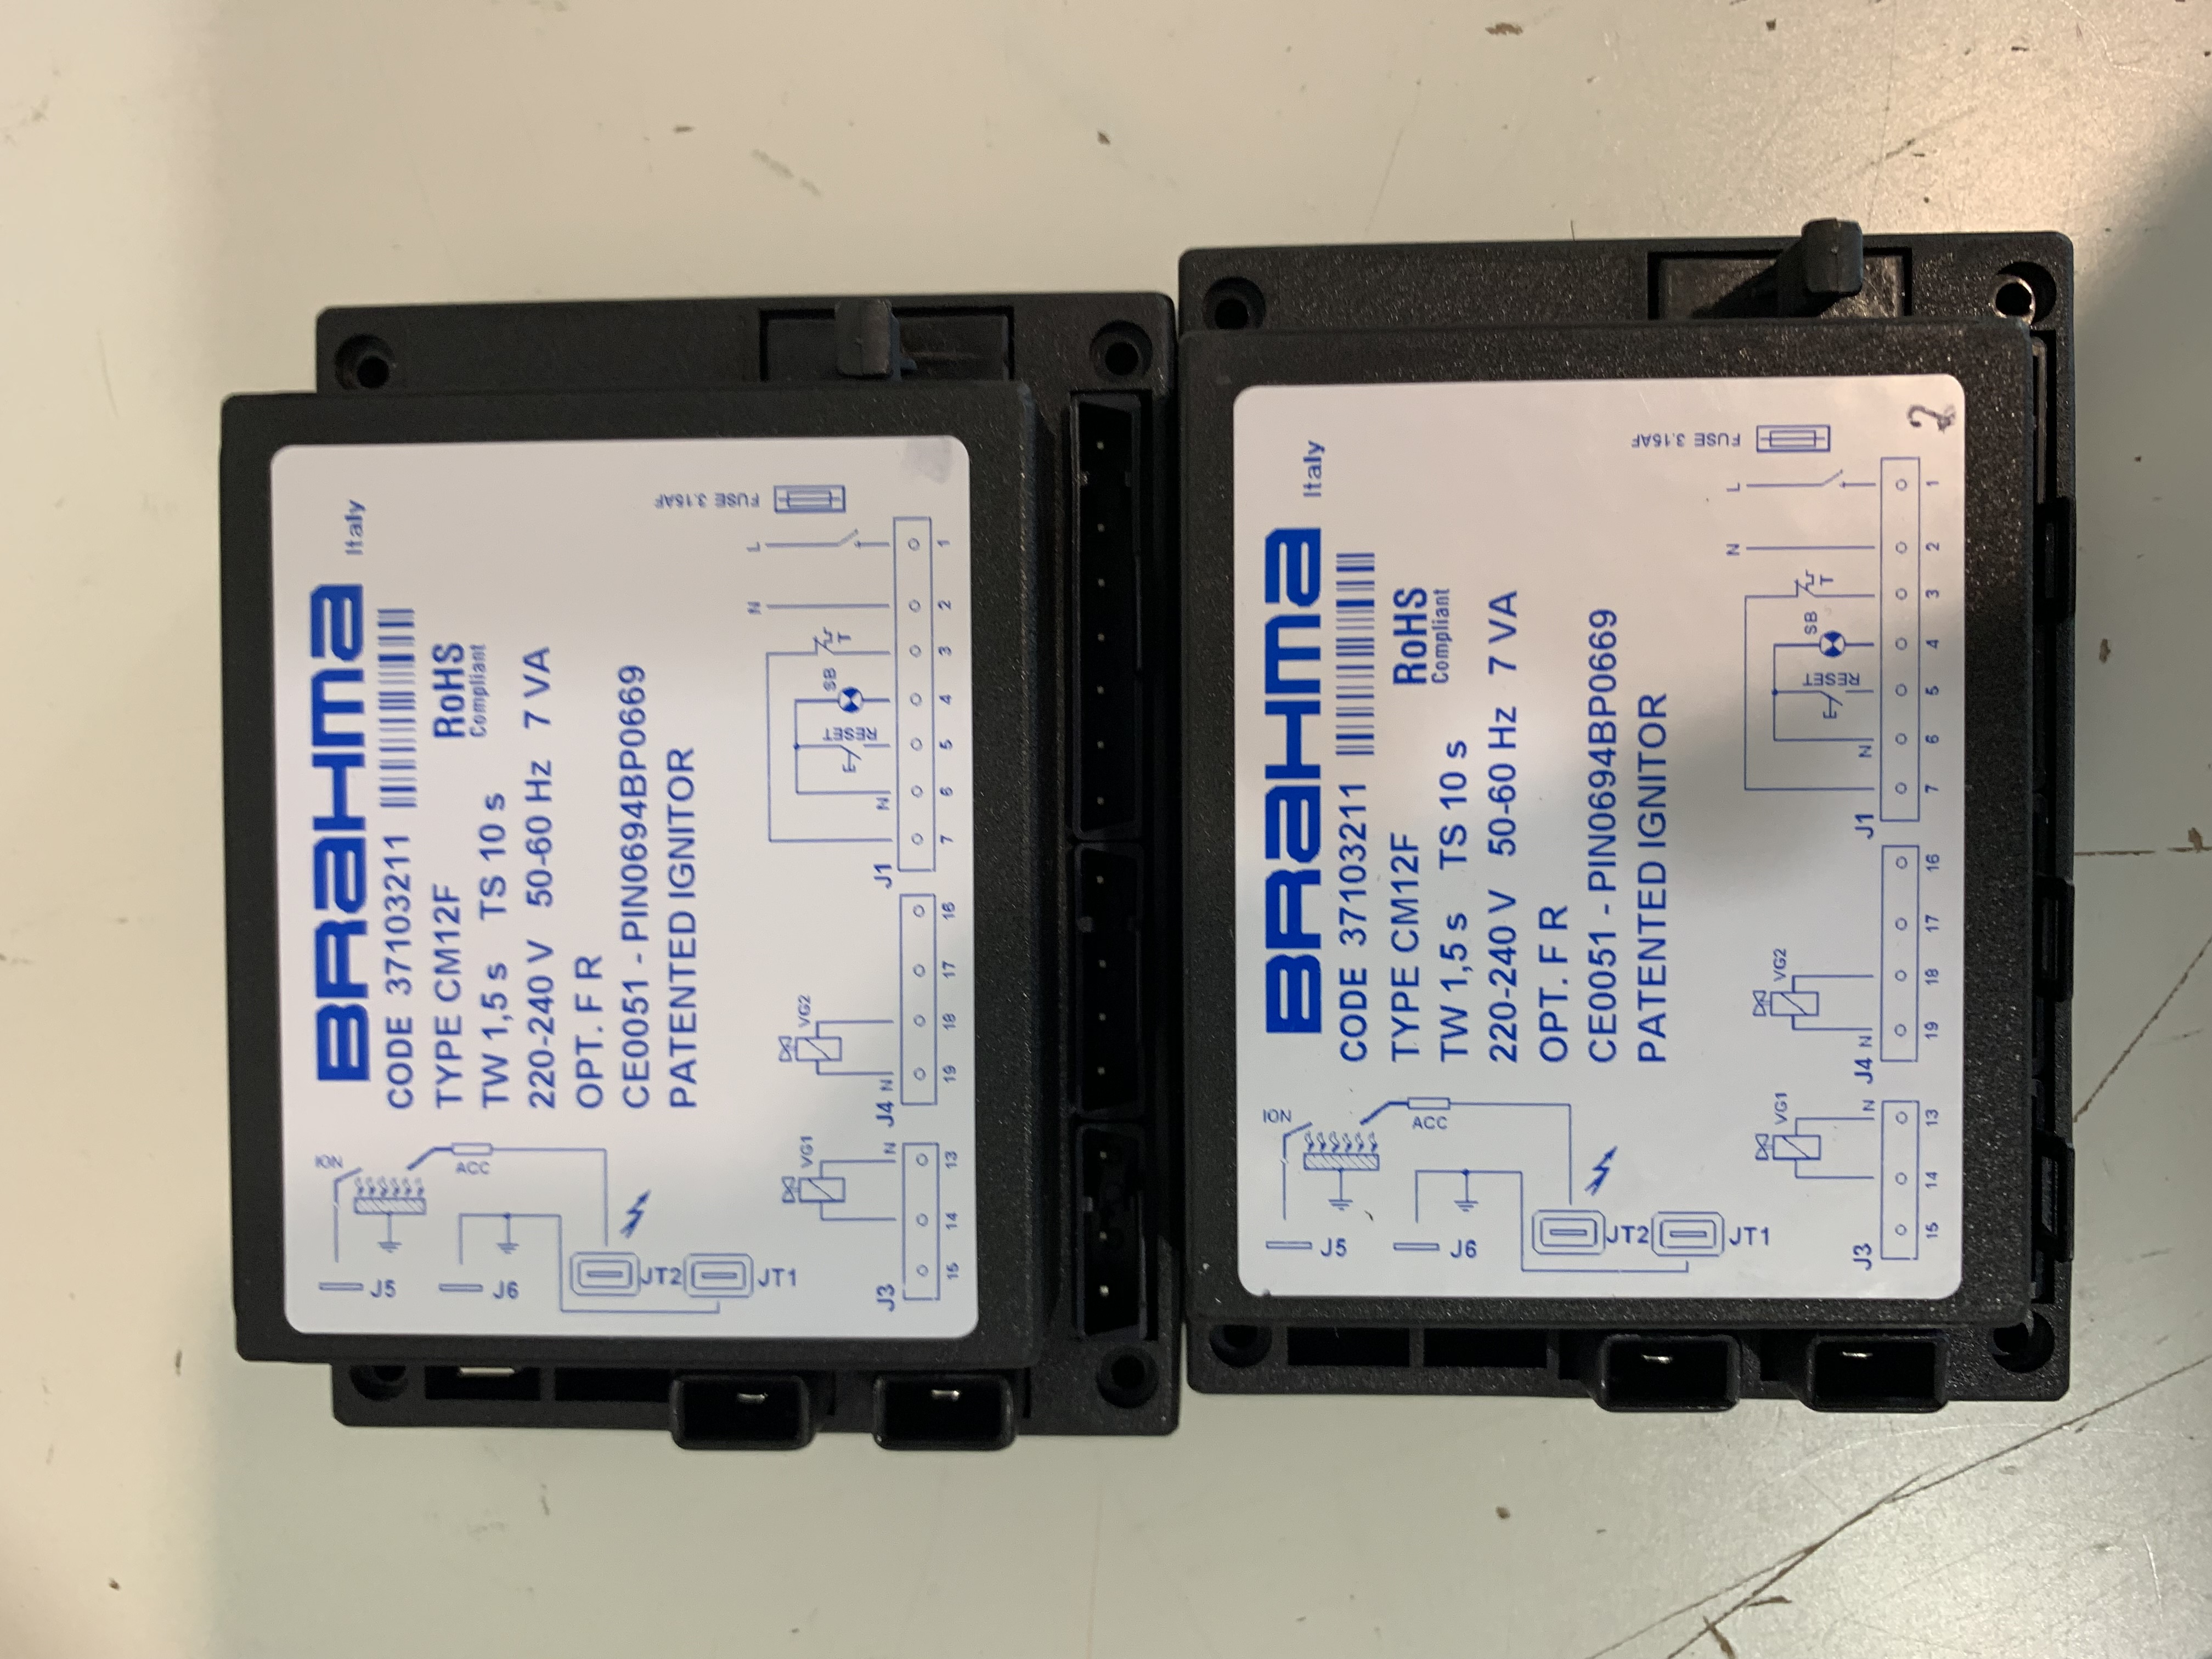 BRAHMA Italy
CODE 37103211
TYPE CM12F RoHS
Compliant
TW 1,5 s TS 10 s
220-240 V 50-60 Hz 7 VA
OPT. F R
CE0051 - PIN0694BP0669
PATENTED IGNITOR
ION
ACC
J5
J6
JT2
JT1
FUSE 3.15AF
VG1
VG2
N
N
N
RESET
SB
T
N
L
E
J3
J4
J1
15 14 13 19 18 17 16 7 6 5 4 3 2 1
BRAHMA Italy
CODE 37103211
TYPE CM12F RoHS
Compliant
TW 1,5 s TS 10 s
220-240 V 50-60 Hz 7 VA
OPT. F R
CE0051 - PIN0694BP0669
PATENTED IGNITOR
ION
ACC
J5
J6
JT2
JT1
FUSE 3.15AF
VG1
VG2
N
N
N
RESET
SB
T
N
L
E
J3
J4
J1
15 14 13 19 18 17 16 7 6 5 4 3 2 1
2